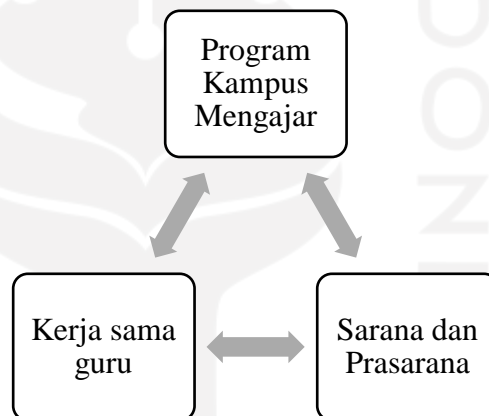 Program
Kampus
Mengajar
Kerja sama
guru
Sarana dan
Prasarana